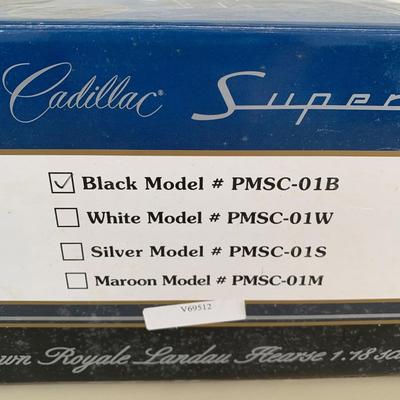 Cadillac® Super
☑ Black Model # PMSC-01B
☐ White Model # PMSC-01W
☐ Silver Model # PMSC-01S
☐ Maroon Model # PMSC-01M
V69512
wn Royale Landau Hearse 1:18 sca